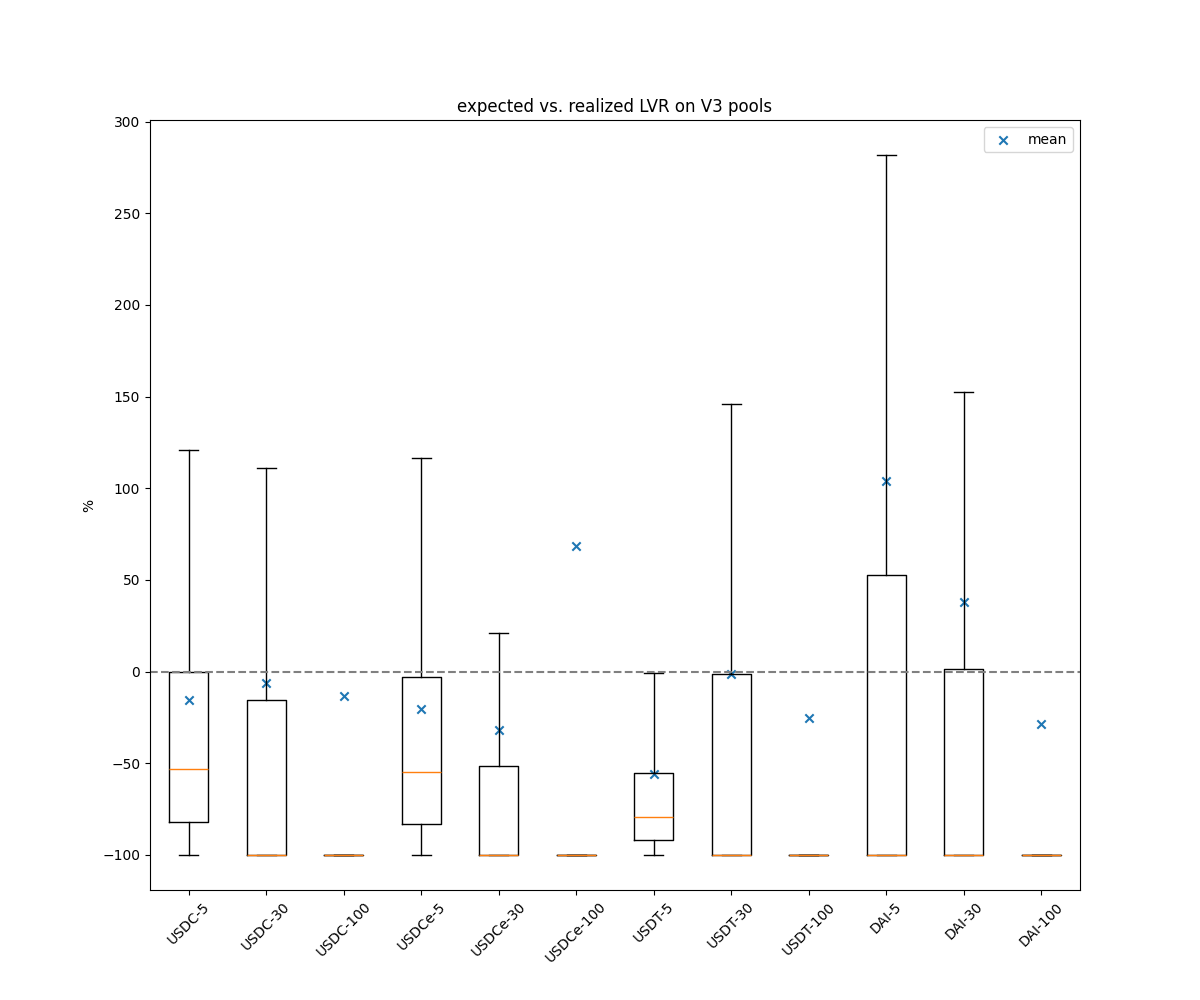 expected vs. realized LVR on V3 pools
mean
300
250
200
150
100
50
0
−50
−100
%
USDC-5
USDC-30
USDC-100
USDCe-5
USDCe-30
USDCe-100
USDT-5
USDT-30
USDT-100
DAI-5
DAI-30
DAI-100